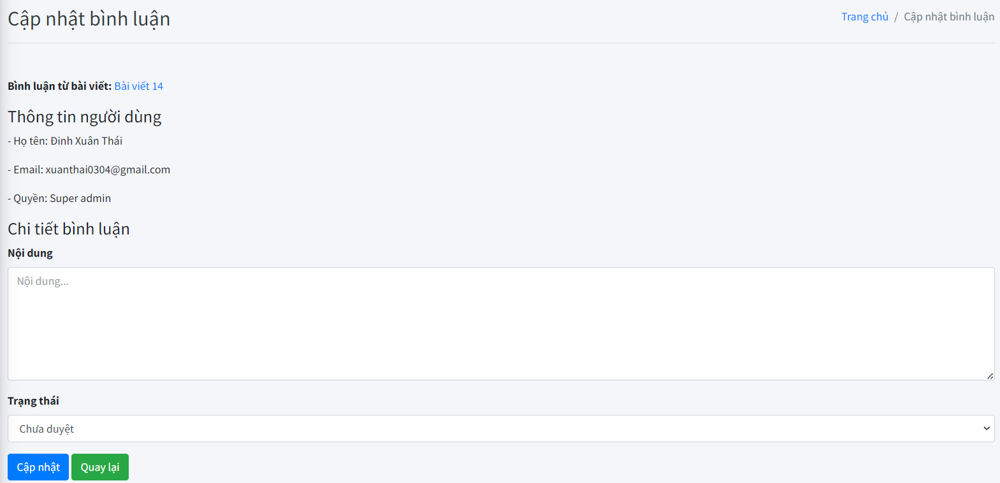 Cập nhật bình luận
Trang chủ / Cập nhật bình luận
Bình luận từ bài viết: Bài viết 14
Thông tin người dùng
- Họ tên: Đinh Xuân Thái
- Email: xuanthai0304@gmail.com
- Quyền: Super admin
Chi tiết bình luận
Nội dung
Nội dung...
Trạng thái
Chưa duyệt
Cập nhật Quay lại